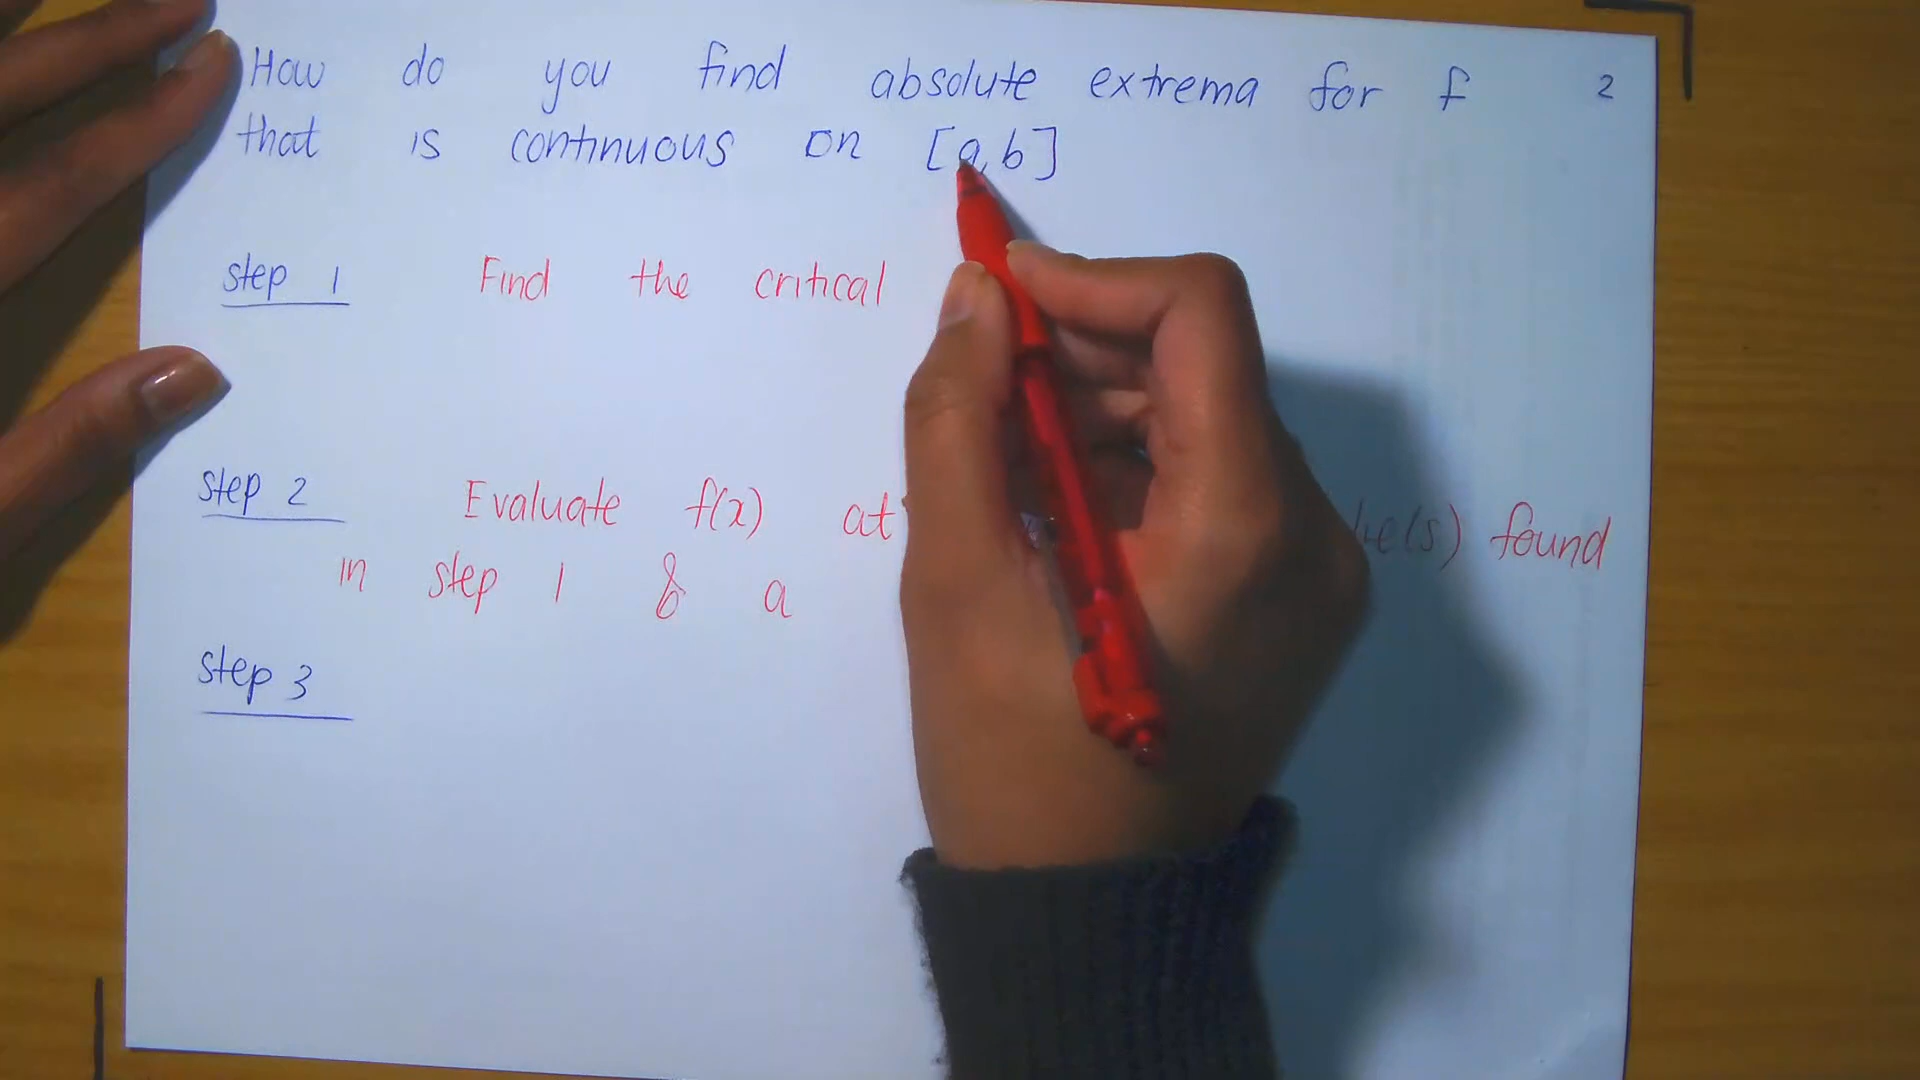 How do you find absolute extrema for f 2
that is continuous on [a,b]
step 1 Find the critical
step 2 Evaluate f(x) at found
in step 1 & a
step 3